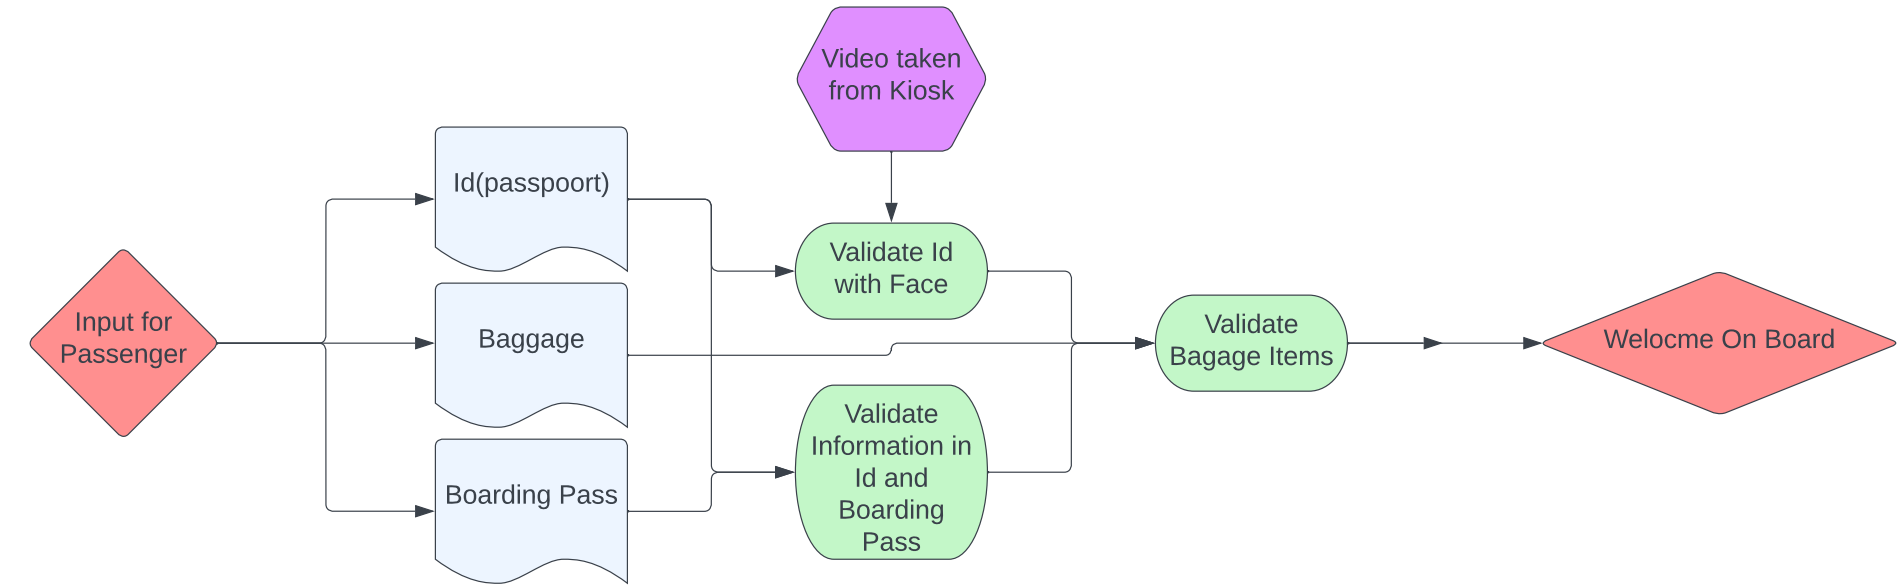 Video taken
from Kiosk
Id(passpoort)
Validate Id
with Face
Input for
Passenger
Baggage
Validate
Bagage Items
Welocme On Board
Validate
Information in
Id and
Boarding
Pass
Boarding Pass